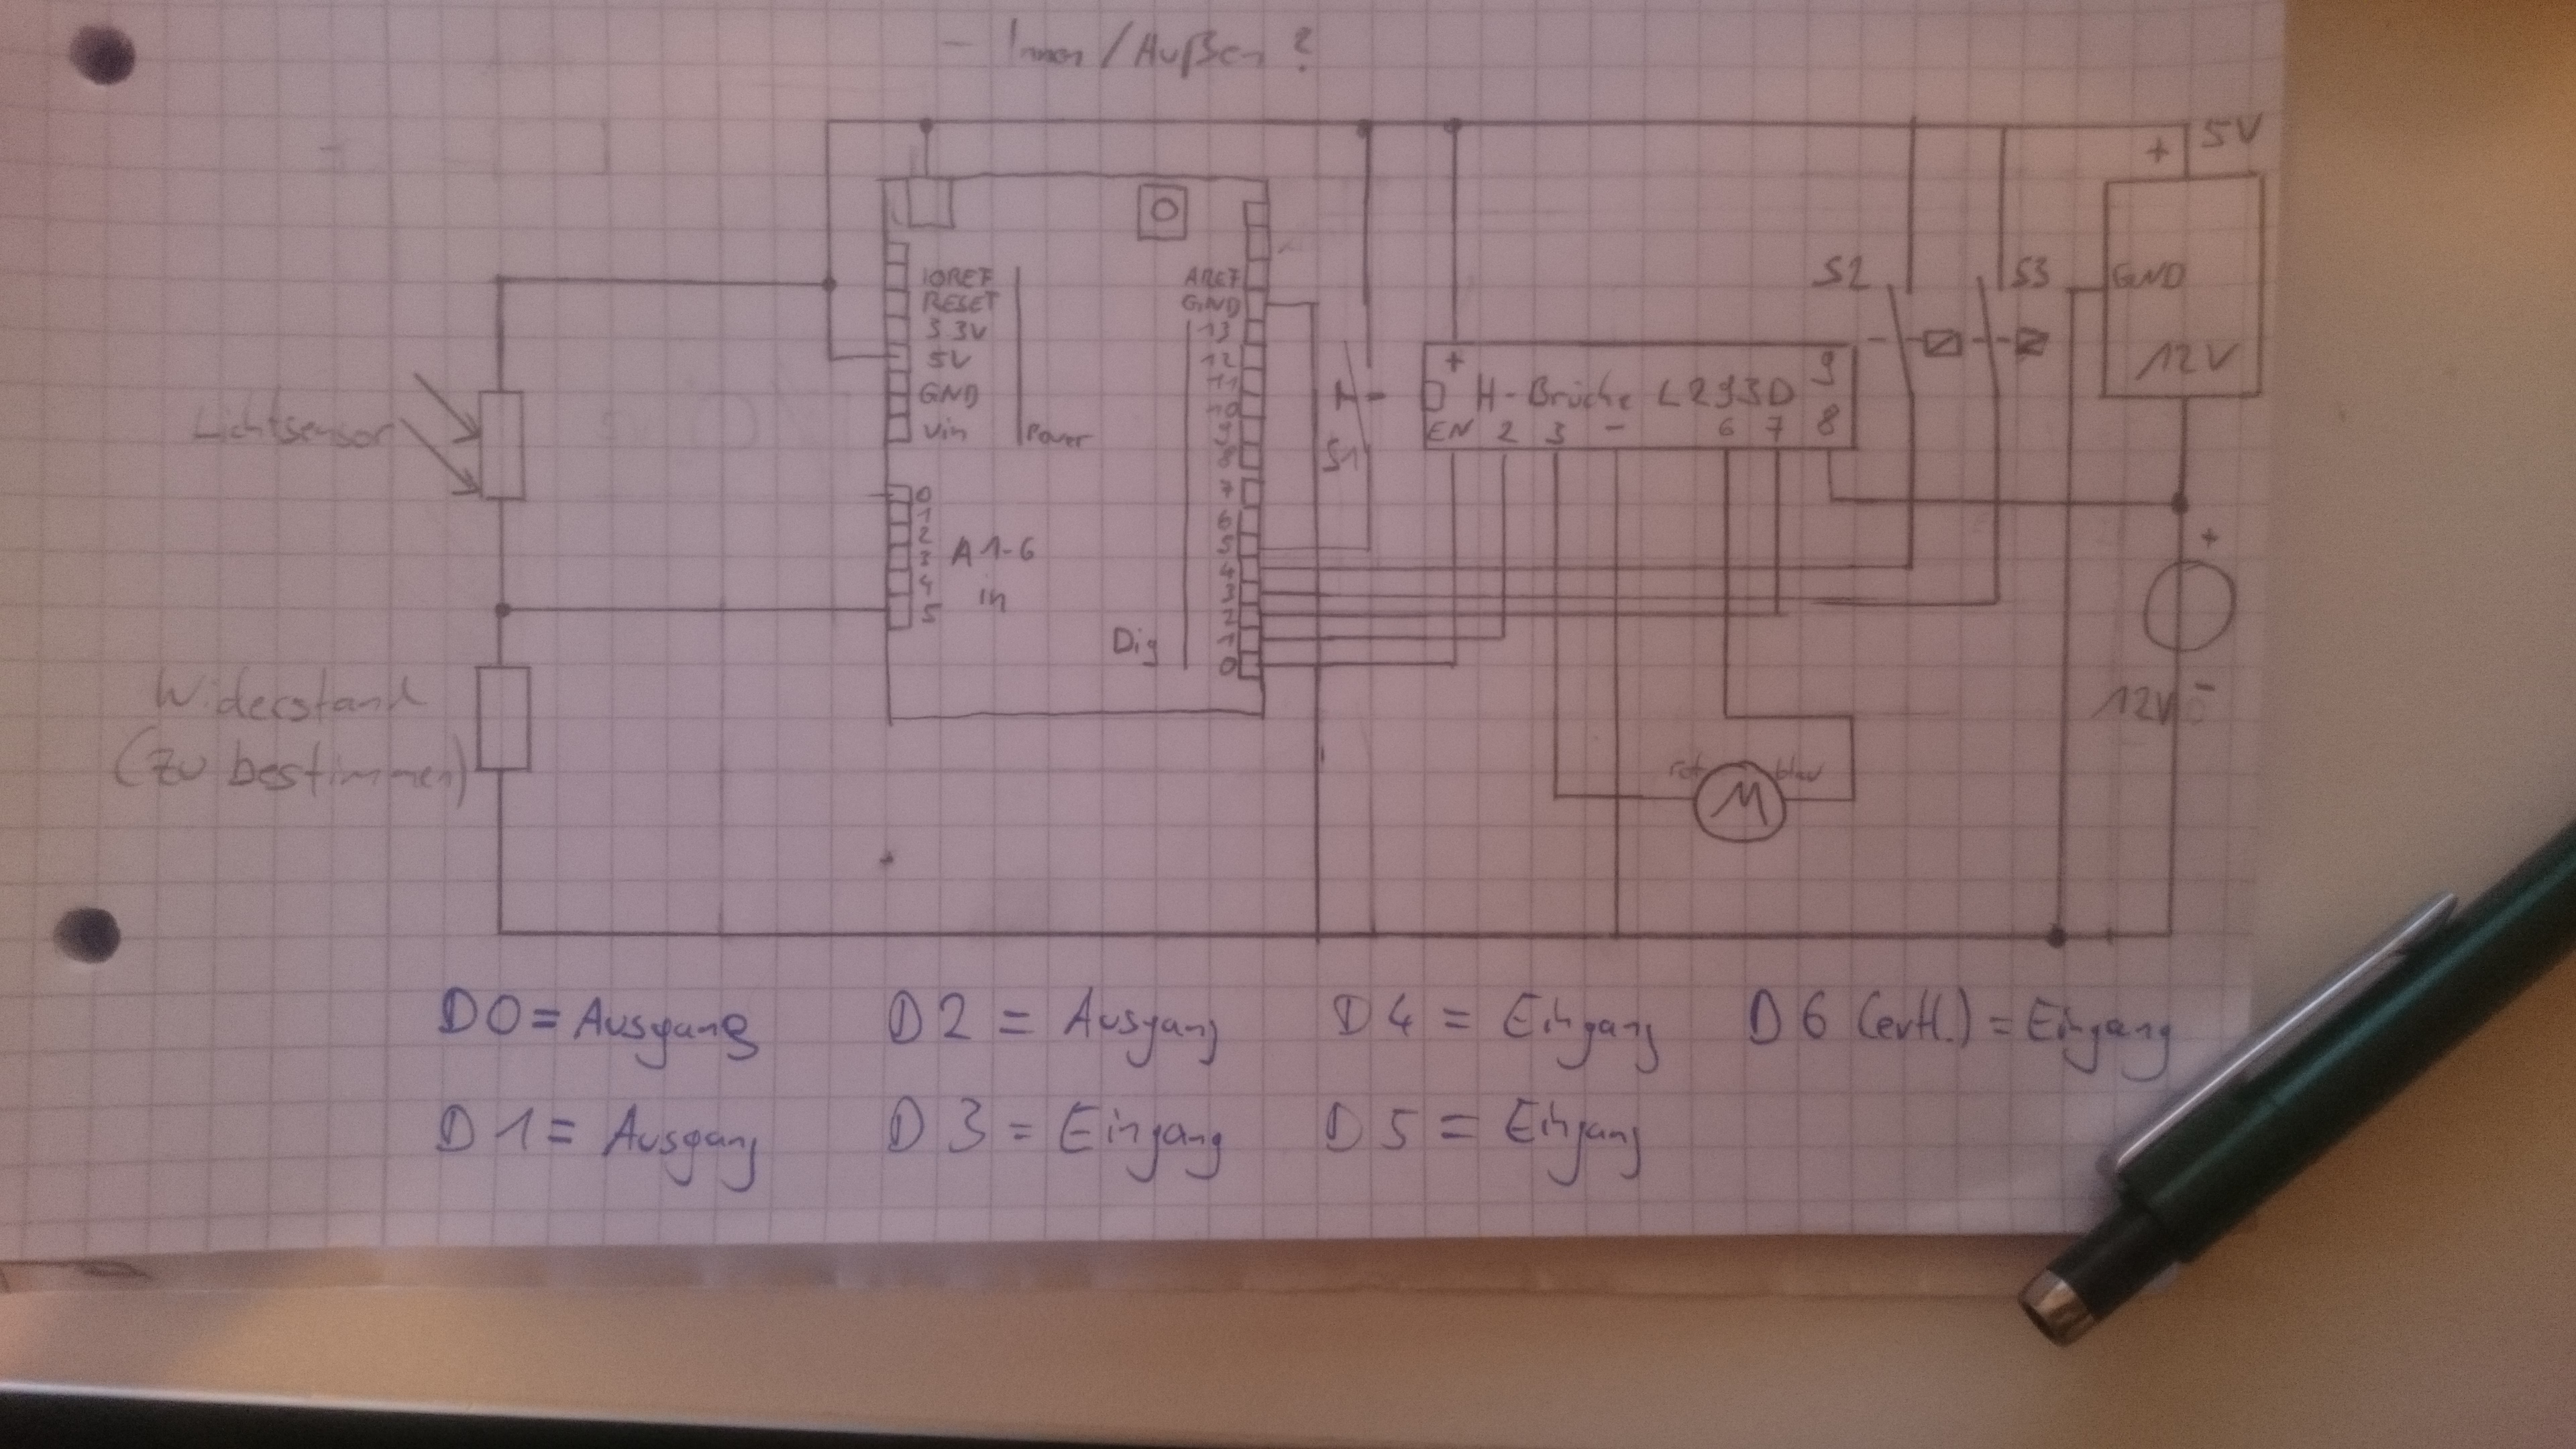 - Innen/Außen?
+ 5V
IOREF
RESET
3.3V
5V
GND
Vin
Power
AREF
GND
13
12
11
10
9
8
7
6
5
4
3
2
1
0
Dig
0
1
2
3
4
5
A1-6
in
Lichtsensor
Widerstand
(zu bestimmen)
S1
+ 9
H-Brücke L293D
EN 2 3 - 6 7 8
S2 S3
GND
12V
+
12V -
rot blau
M
D0 = Ausgang D2 = Ausgang D4 = Eingang D6 (evtl.) = Eingang
D1 = Ausgang D3 = Eingang D5 = Eingang